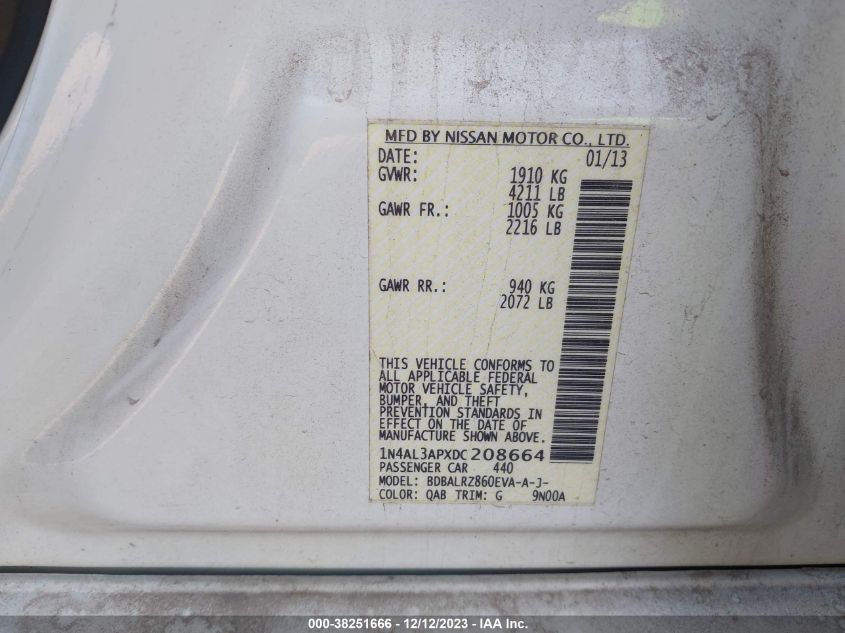 MFD BY NISSAN MOTOR CO., LTD.
DATE: 01/13
GVWR: 1910 KG
4211 LB
GAWR FR.: 1005 KG
2216 LB
GAWR RR.: 940 KG
2072 LB
THIS VEHICLE CONFORMS TO
ALL APPLICABLE FEDERAL
MOTOR VEHICLE SAFETY,
BUMPER, AND THEFT
PREVENTION STANDARDS IN
EFFECT ON THE DATE OF
MANUFACTURE SHOWN ABOVE.
1N4AL3APXDC208664
PASSENGER CAR 440
MODEL: BDBALRZ860EVA-A-J-
COLOR: QAB TRIM: G 9N00A
000-38251666 - 12/12/2023 - US